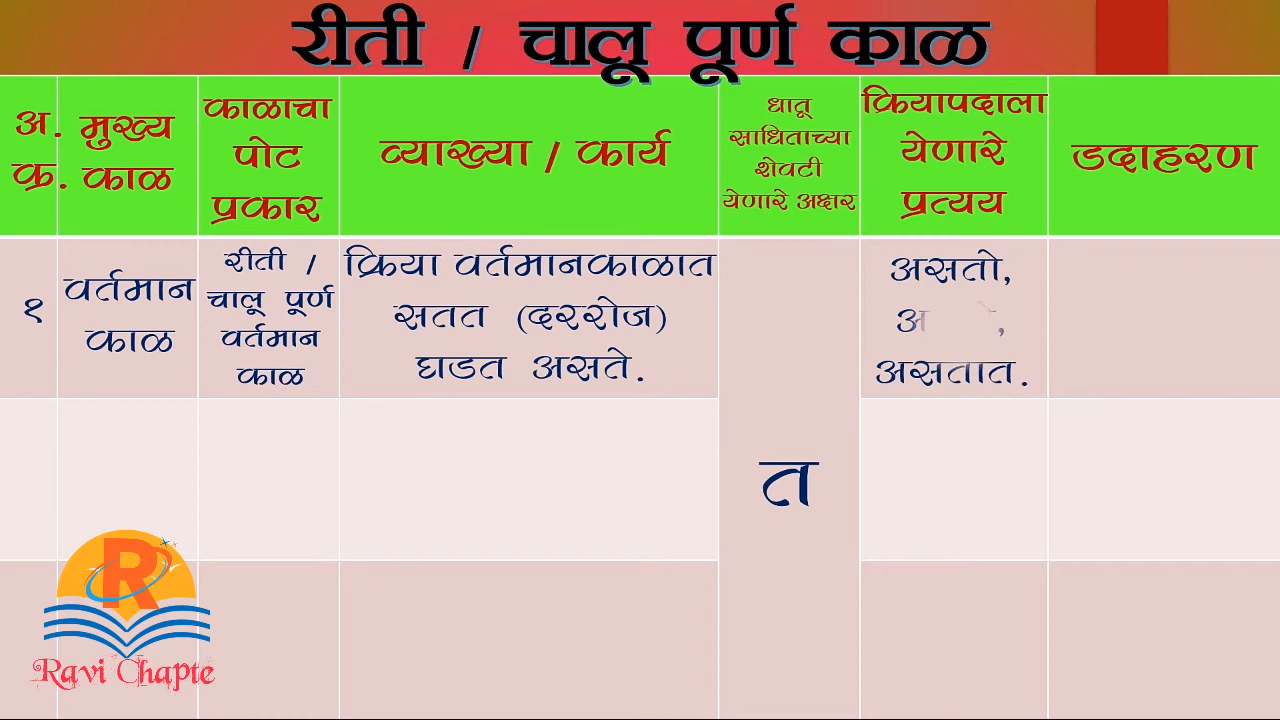 रीती / चालू पूर्ण काळ
अ.
क्र.
मुख्य
काळ
काळाचा
पोट
प्रकार
व्याख्या / कार्य
धातू
साधिताच्या
शेवटी
येणारे अक्षर
क्रियापदाला
येणारे
प्रत्यय
उदाहरण
१
वर्तमान
काळ
रीती /
चालू पूर्ण
वर्तमान
काळ
क्रिया वर्तमानकाळात
सतत (दररोज)
घडत असते.
त
असतो,
असतात.
Ravi Chapte